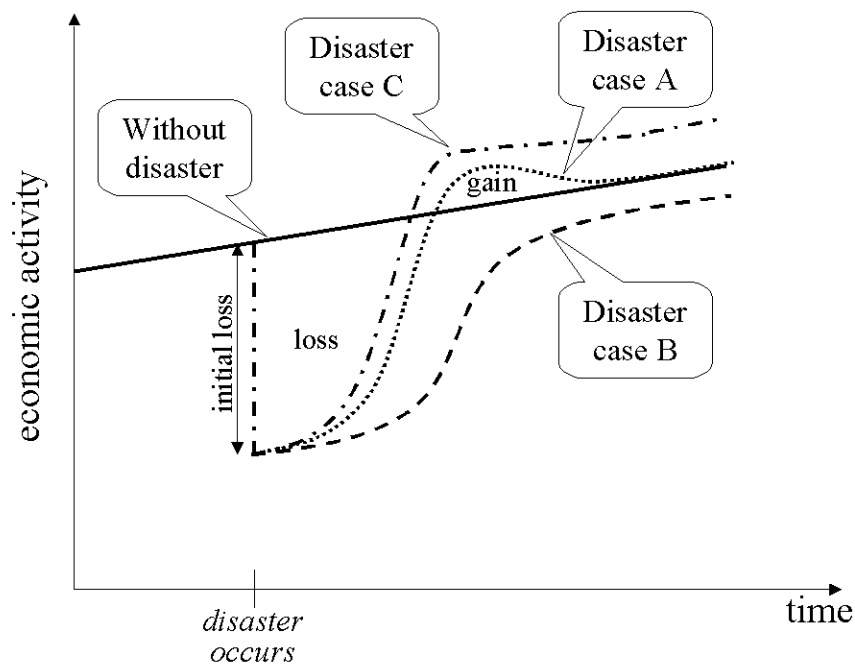 Disaster
case C
Disaster
case A
Without
disaster
gain
economic activity
initial loss
loss
Disaster
case B
time
disaster
occurs